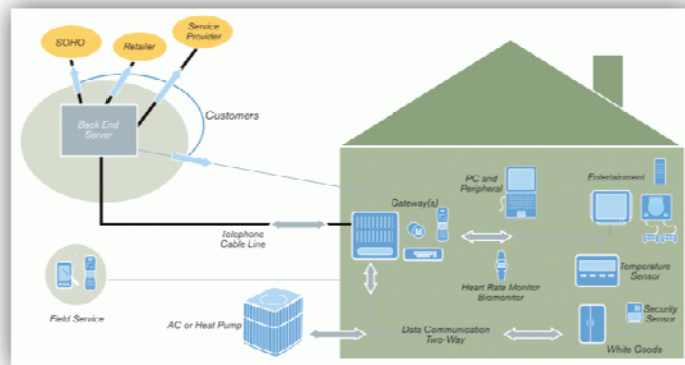 SOHO
Retailer
Service
Provider
Back End
Server
Customers
Telephone
Cable Line
Field Service
AC or Heat Pump
Gateway(s)
PC and
Peripheral
Entertainment
Heart Rate Monitor
Biomonitor
Temperature
Sensor
Security
Sensor
Data Communication
Two-Way
White Goods